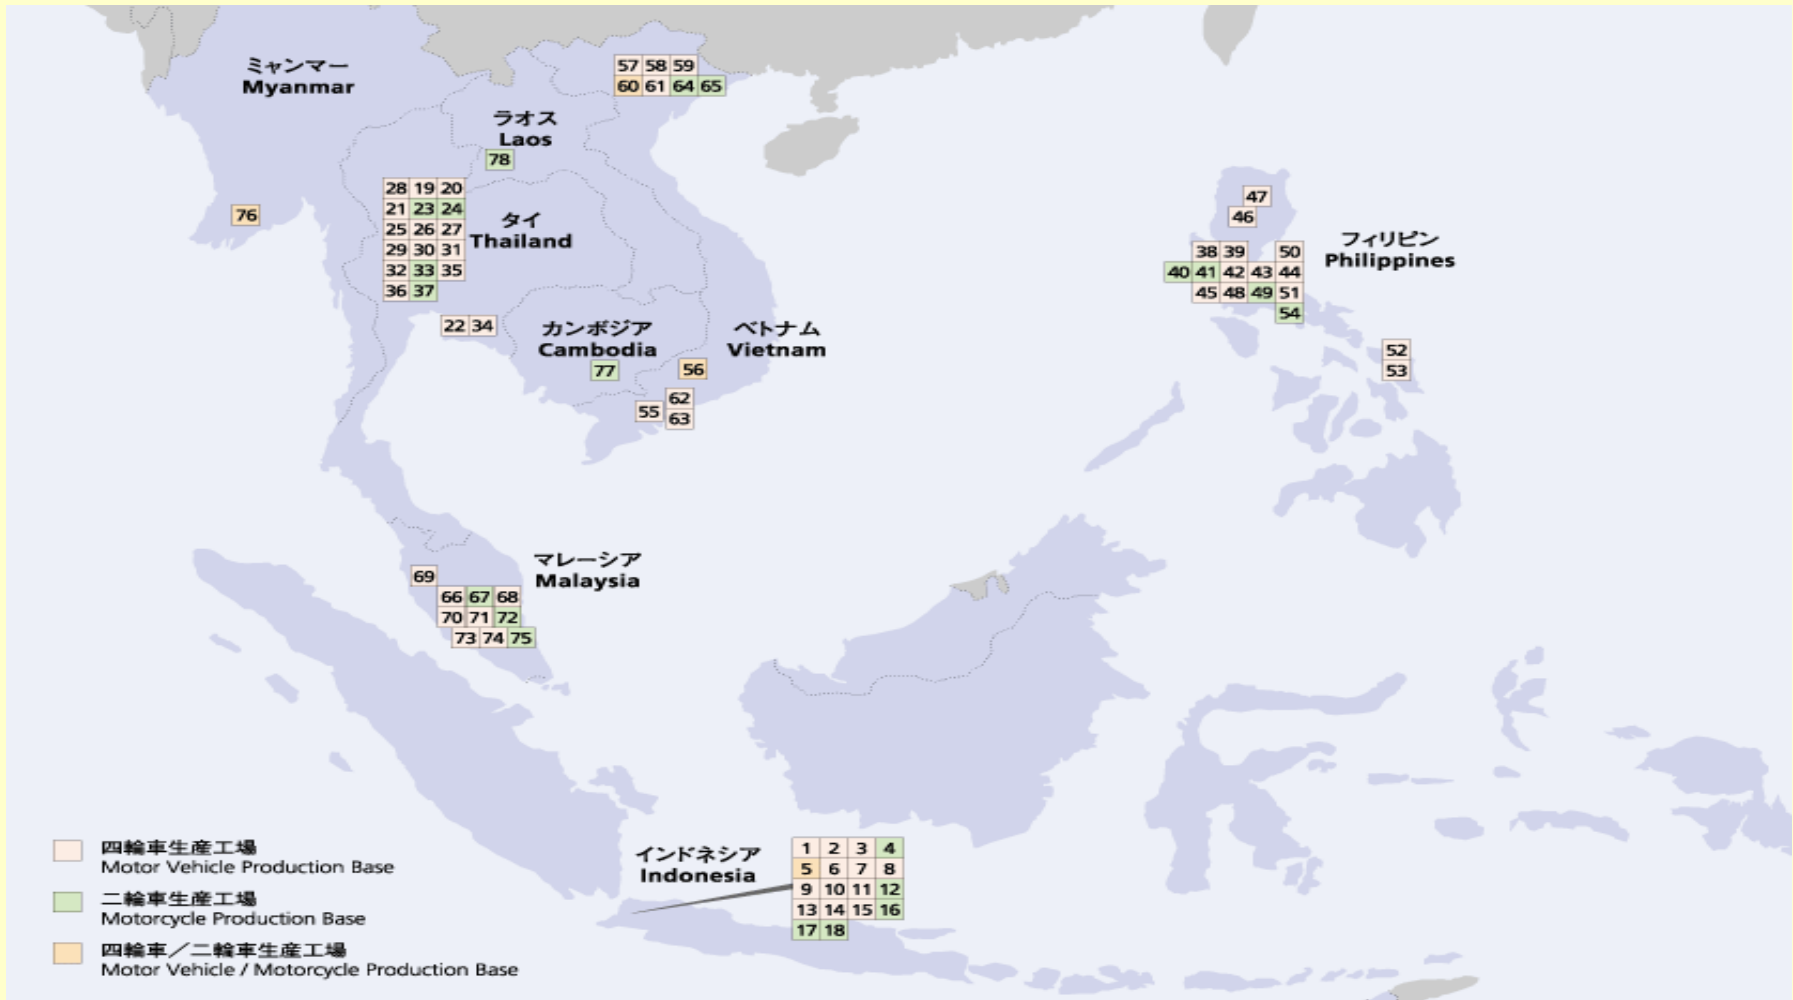 ミャンマー
Myanmar
57 58 59
60 61 64 65
ラオス
Laos
78
28 19 20
21 23 24
25 26 27
29 30 31
32 33 35
36 37
タイ
Thailand
76
22 34
カンボジア
Cambodia
77
ベトナム
Vietnam
56
55
62
63
47
46
38 39 50
40 41 42 43 44
45 48 49 51
54
フィリピン
Philippines
52
53
マレーシア
Malaysia
69
66 67 68
70 71 72
73 74 75
インドネシア
Indonesia
1 2 3 4
5 6 7 8
9 10 11 12
13 14 15 16
17 18
四輪車生産工場
Motor Vehicle Production Base
二輪車生産工場
Motorcycle Production Base
四輪車／二輪車生産工場
Motor Vehicle / Motorcycle Production Base